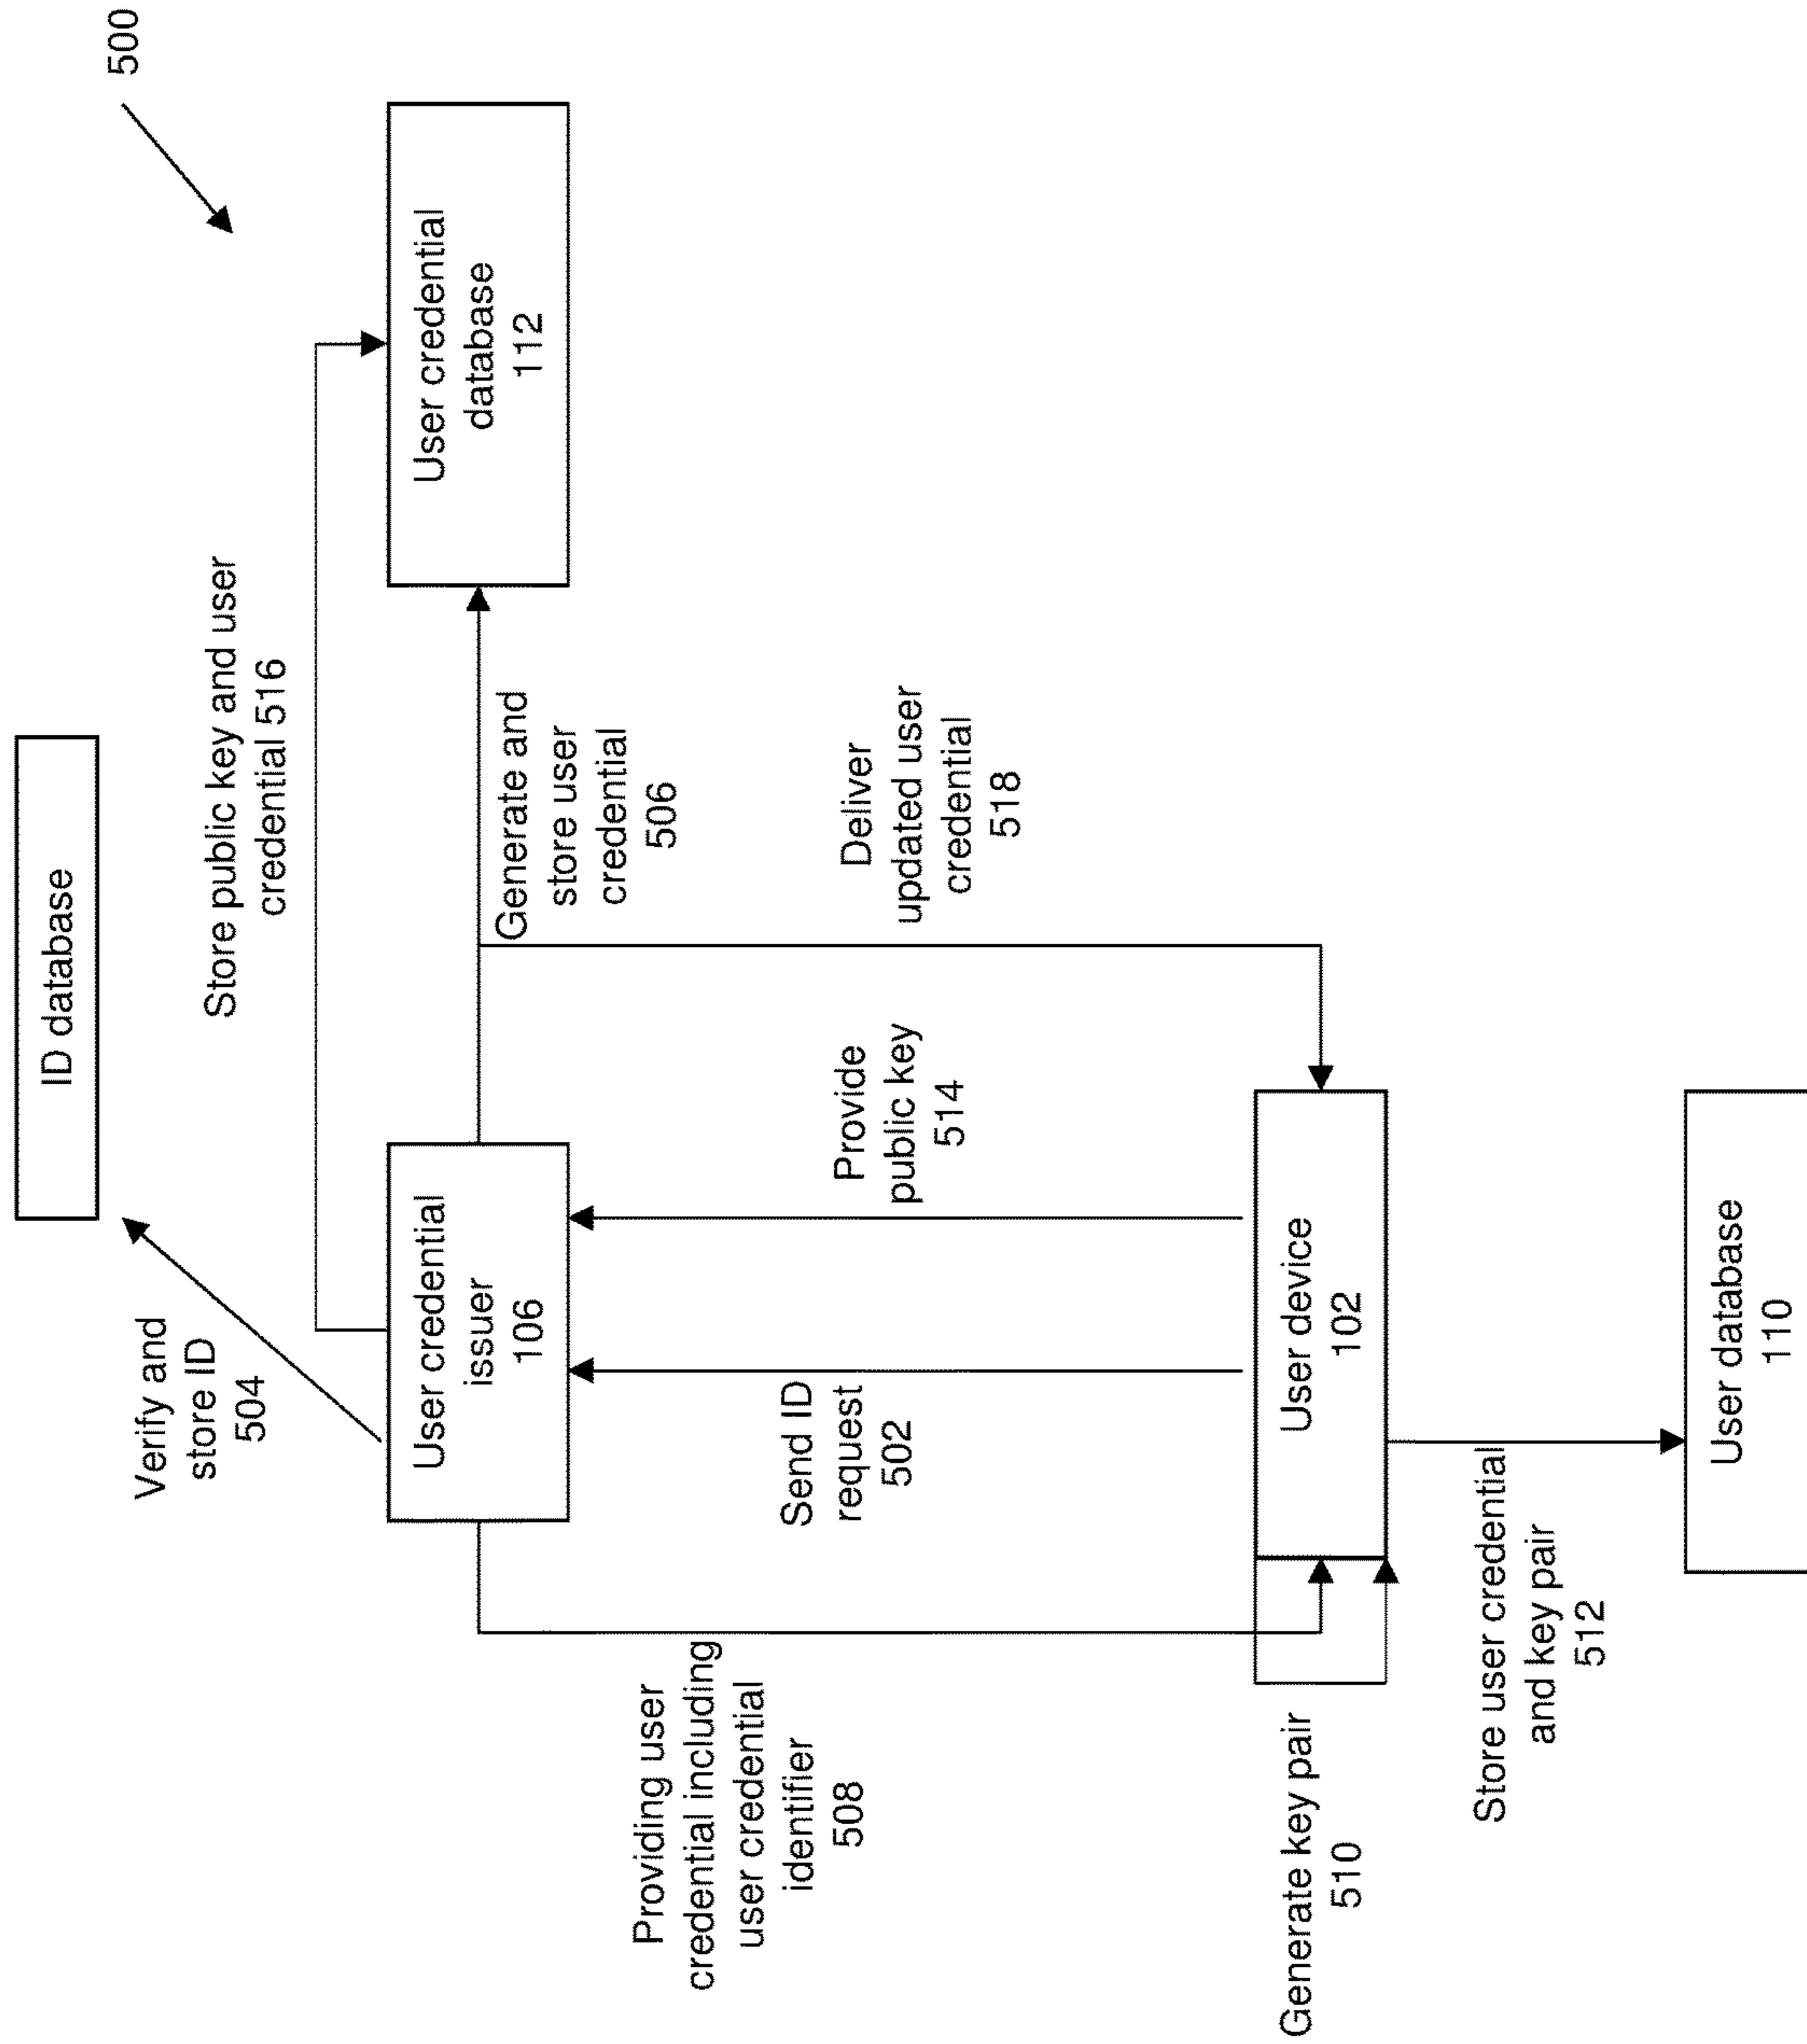 500
ID database
Verify and
store ID
504
Store public key and user
credential 516
User credential
issuer
106
User credential
database
112
Generate and
store user
credential
506
Providing user
credential including
user credential
identifier
508
Send ID
request
502
Provide
public key
514
Deliver
updated user
credential
518
Generate key pair
510
User device
102
Store user credential
and key pair
512
User database
110